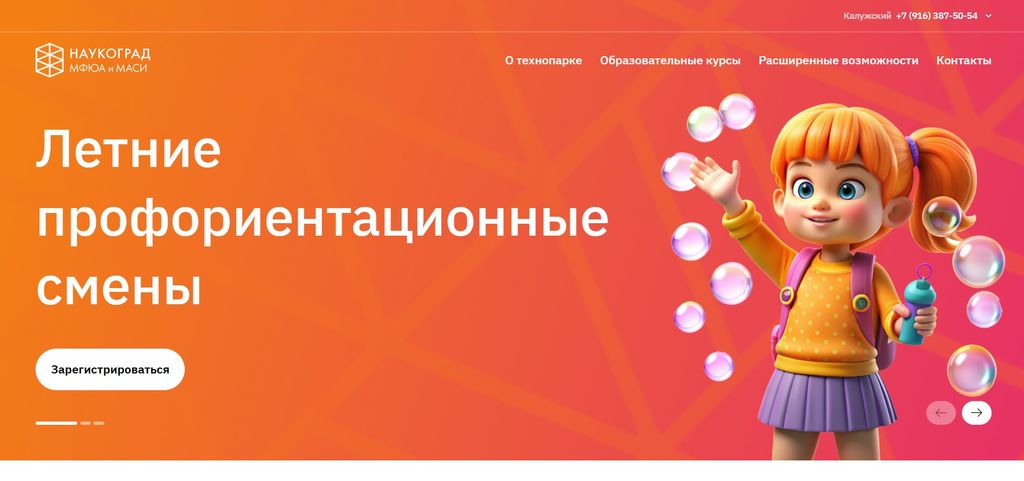 Калужский +7 (916) 387-50-54
НАУКОГРАД
МФЮА и МАСИ
О технопарке Образовательные курсы Расширенные возможности Контакты
Летние
профориентационные
смены
Зарегистрироваться